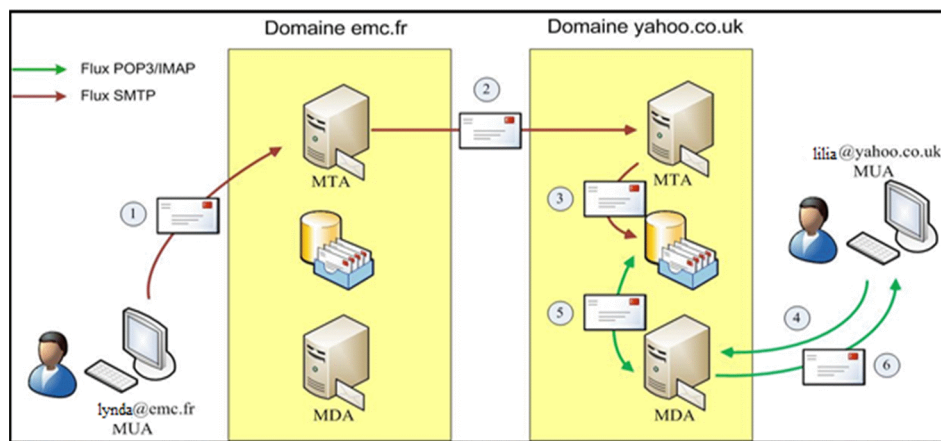 Domaine emc.fr
Domaine yahoo.co.uk
Flux POP3/IMAP
Flux SMTP
2
MTA
MTA
lilia@yahoo.co.uk
MUA
1
3
5
4
6
MDA
MDA
lynda@emc.fr
MUA